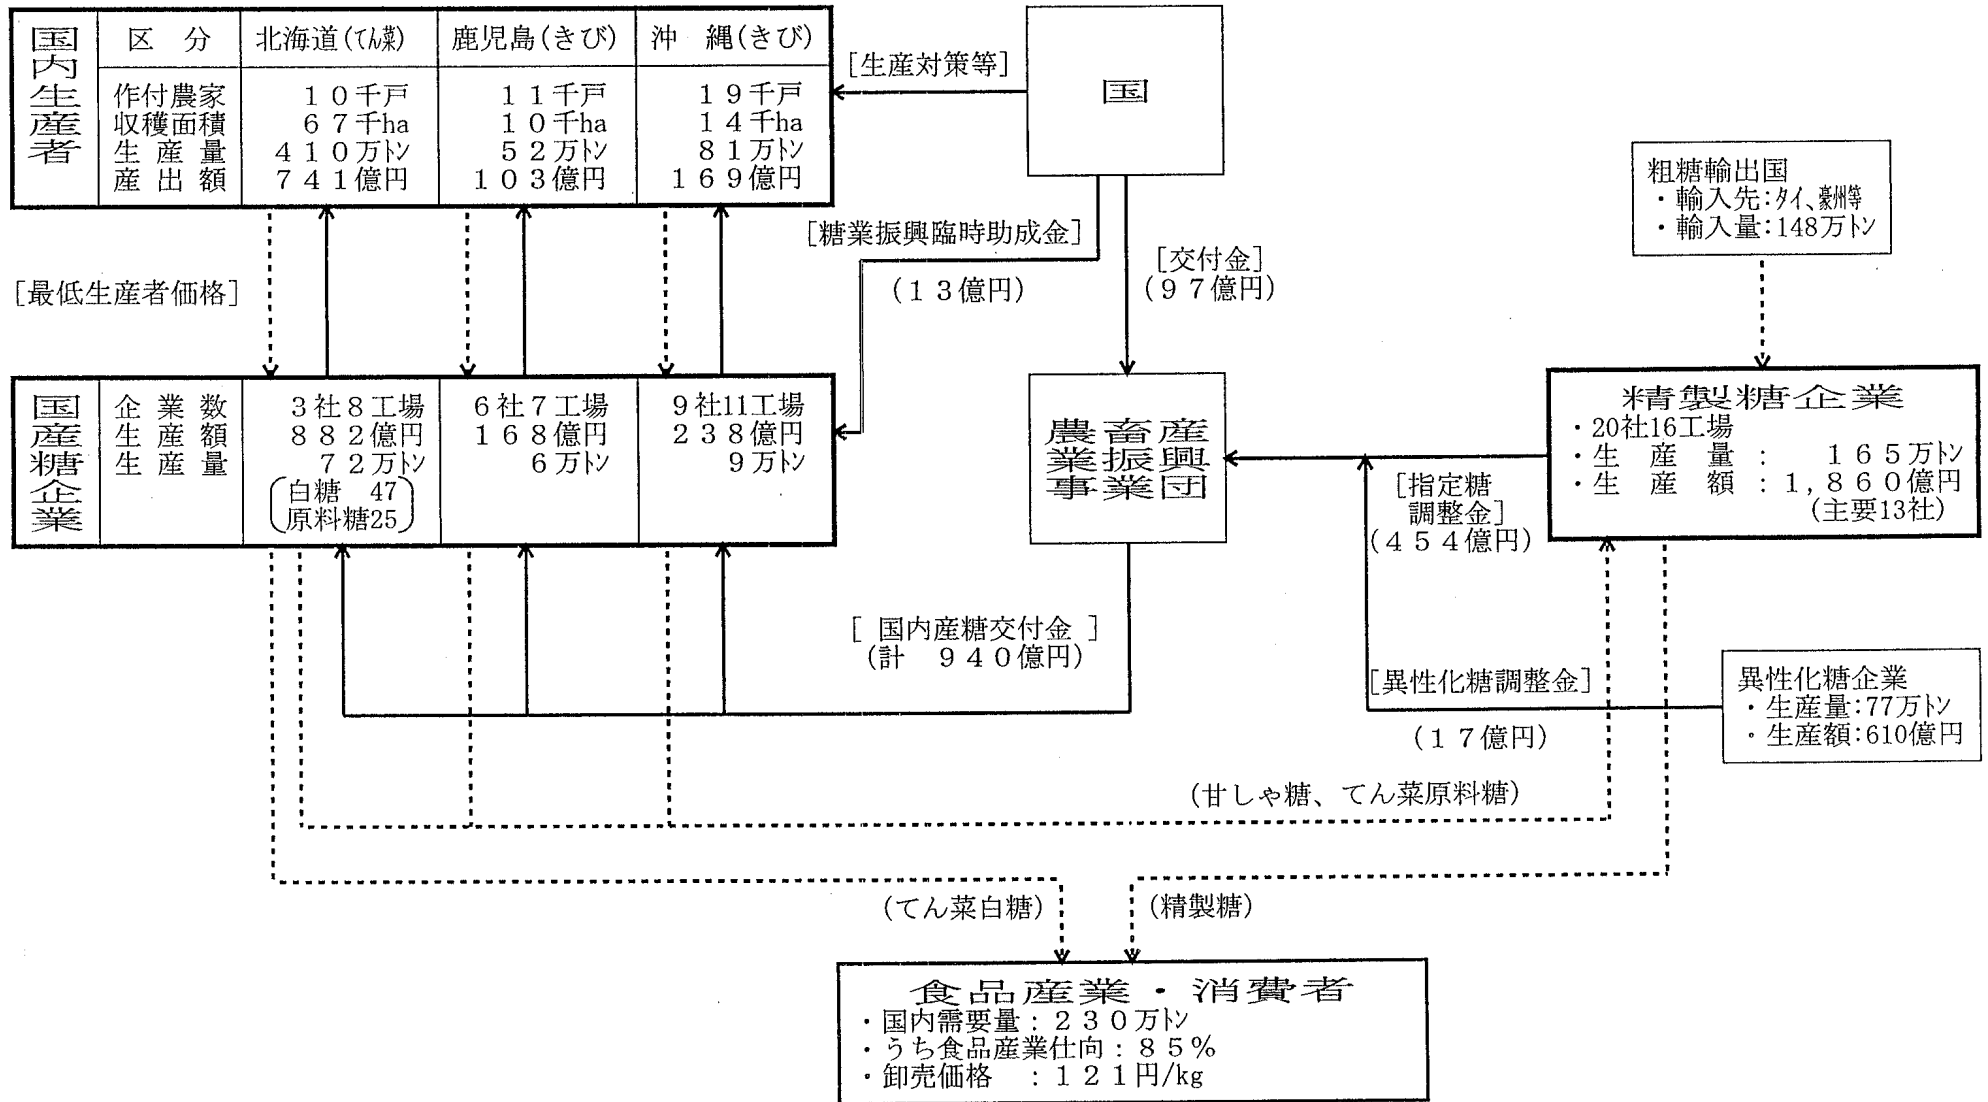 国内生産者
区　分　北海道(てん菜)　鹿児島(きび)　沖　縄(きび)
作付農家　１０千戸　１１千戸　１９千戸
収穫面積　６７千ha　１０千ha　１４千ha
生　産　量　４１０万トン　５２万トン　８１万トン
産　出　額　７４１億円　１０３億円　１６９億円
[生産対策等]
国
粗糖輸出国
・輸入先：タイ、豪州等
・輸入量：148万トン
[糖業振興臨時助成金]
(１３億円)
[交付金]
(９７億円)
[最低生産者価格]
国産糖企業
企　業　数　３社８工場　６社７工場　９社11工場
生　産　額　８８２億円　１６８億円　２３８億円
生　産　量　７２万トン　６万トン　９万トン
(白糖　47
原料糖25)
農畜産
業振興
事業団
精製糖企業
・20社16工場
・生　産　量：　１６５万トン
・生　産　額：１,８６０億円
(主要13社)
[指定糖
調整金]
(４５４億円)
[ 国内産糖交付金 ]
(計　９４０億円)
[異性化糖調整金]
(１７億円)
異性化糖企業
・生産量：77万トン
・生産額：610億円
(甘しゃ糖、てん菜原料糖)
(てん菜白糖)
(精製糖)
食品産業・消費者
・国内需要量：２３０万トン
・うち食品産業仕向：８５％
・卸売価格　：１２１円/kg